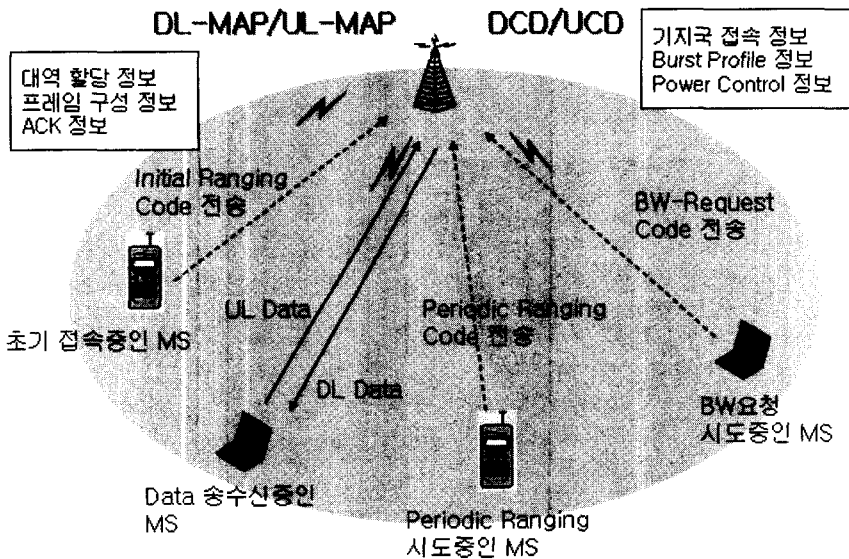 DL-MAP/UL-MAP
DCD/UCD
대역 할당 정보
프레임 구성 정보
ACK 정보
기지국 접속 정보
Burst Profile 정보
Power Control 정보
Initial Ranging
Code 전송
BW-Request
Code 전송
초기 접속중인 MS
UL Data
DL Data
Periodic Ranging
Code 전송
BW요청
시도중인 MS
Data 송수신중인
MS
Periodic Ranging
시도중인 MS